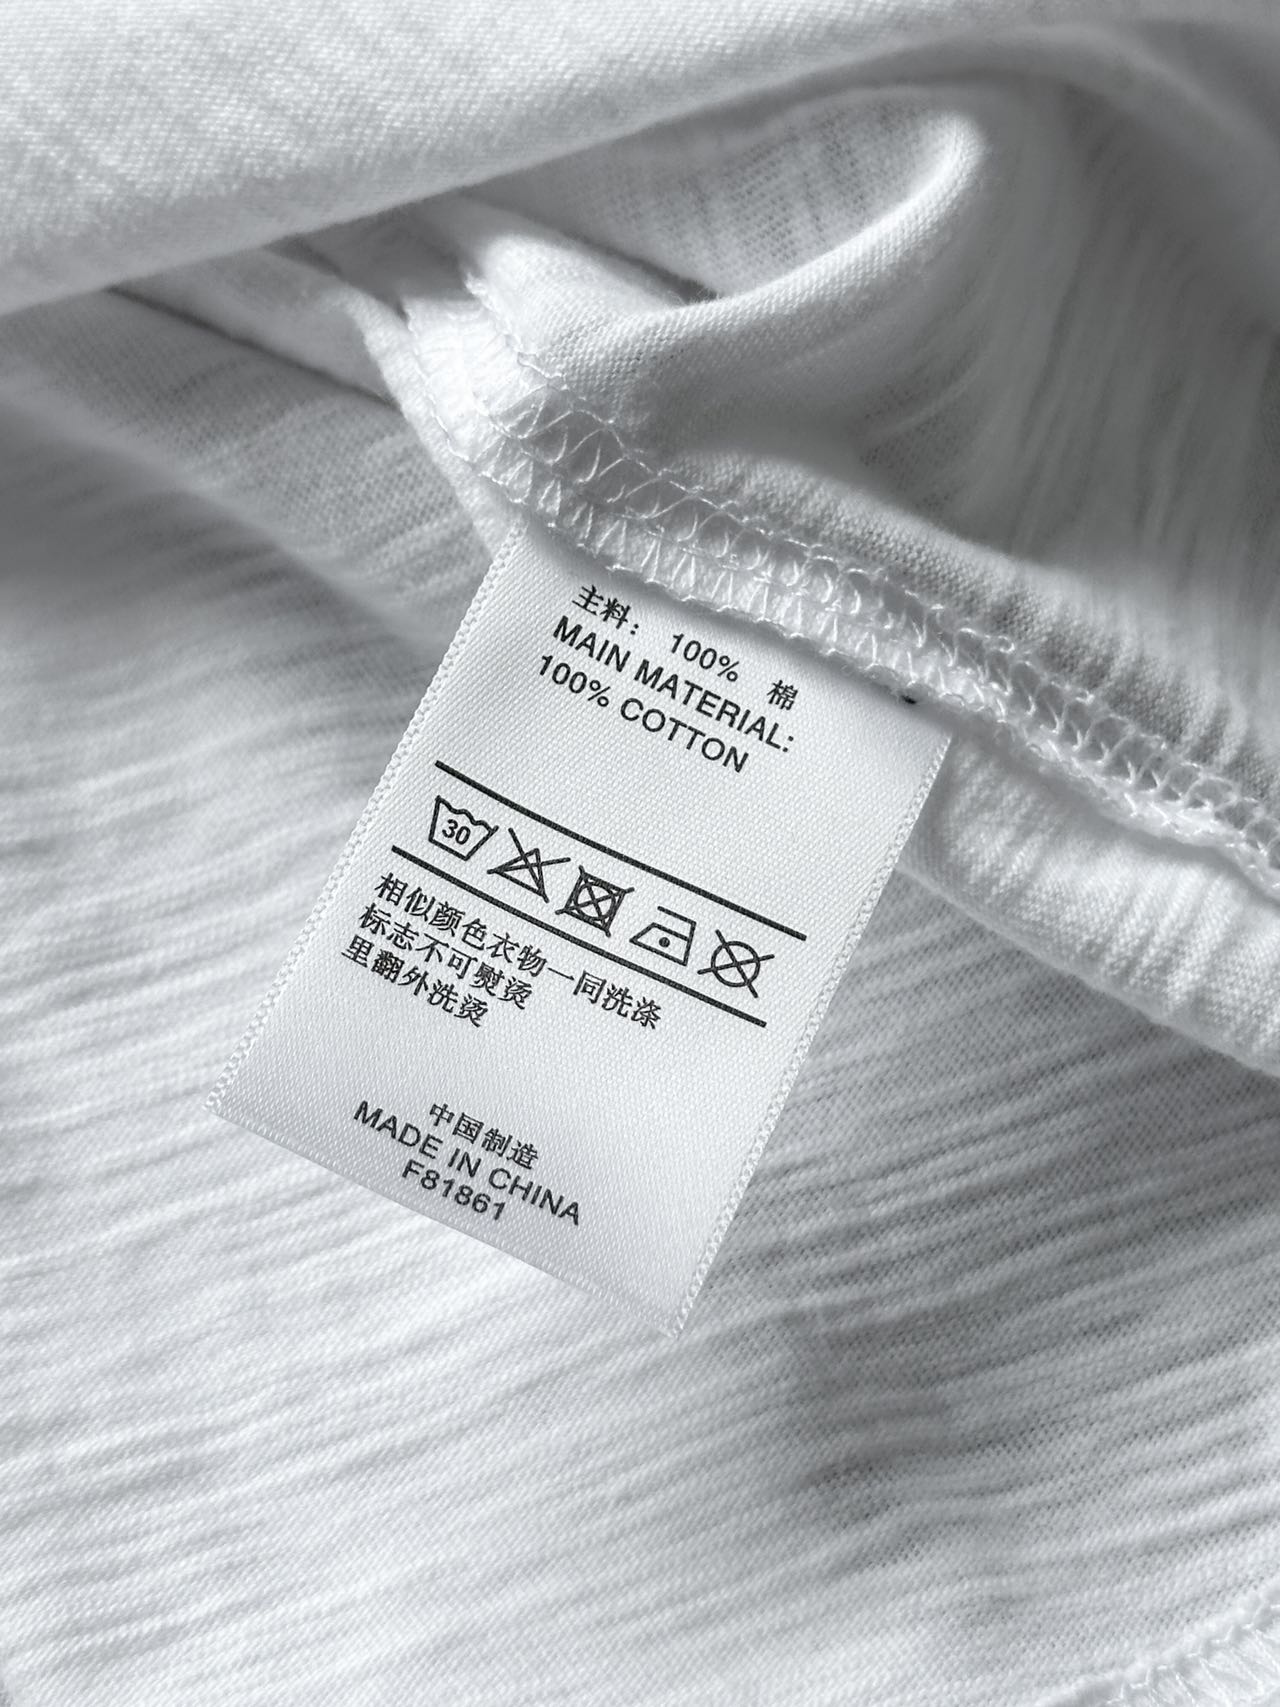 主料： 100% 棉
MAIN MATERIAL:
100% COTTON
30
相似颜色衣物一同洗涤
标志不可熨烫
里翻外洗烫
中国制造
MADE IN CHINA
F81861